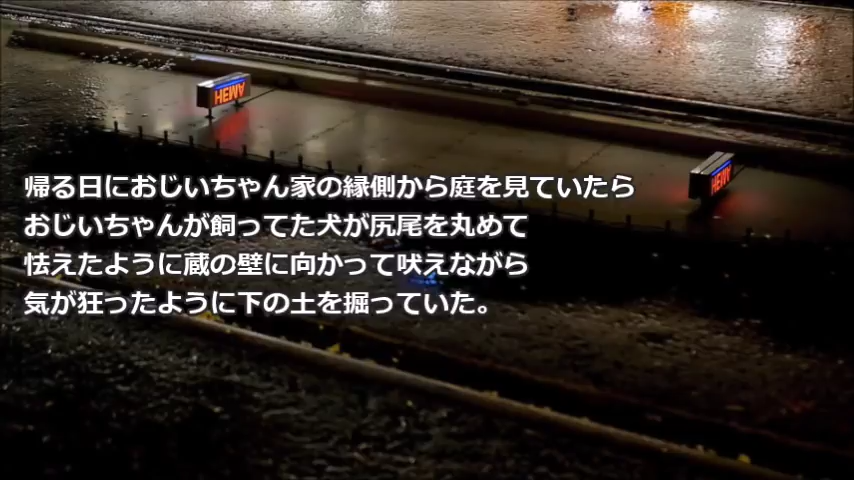 HEMA
HEMA
帰る日におじいちゃん家の縁側から庭を見ていたら
おじいちゃんが飼ってた犬が尻尾を丸めて
怯えたように蔵の壁に向かって吠えながら
気が狂ったように下の土を掘っていた。